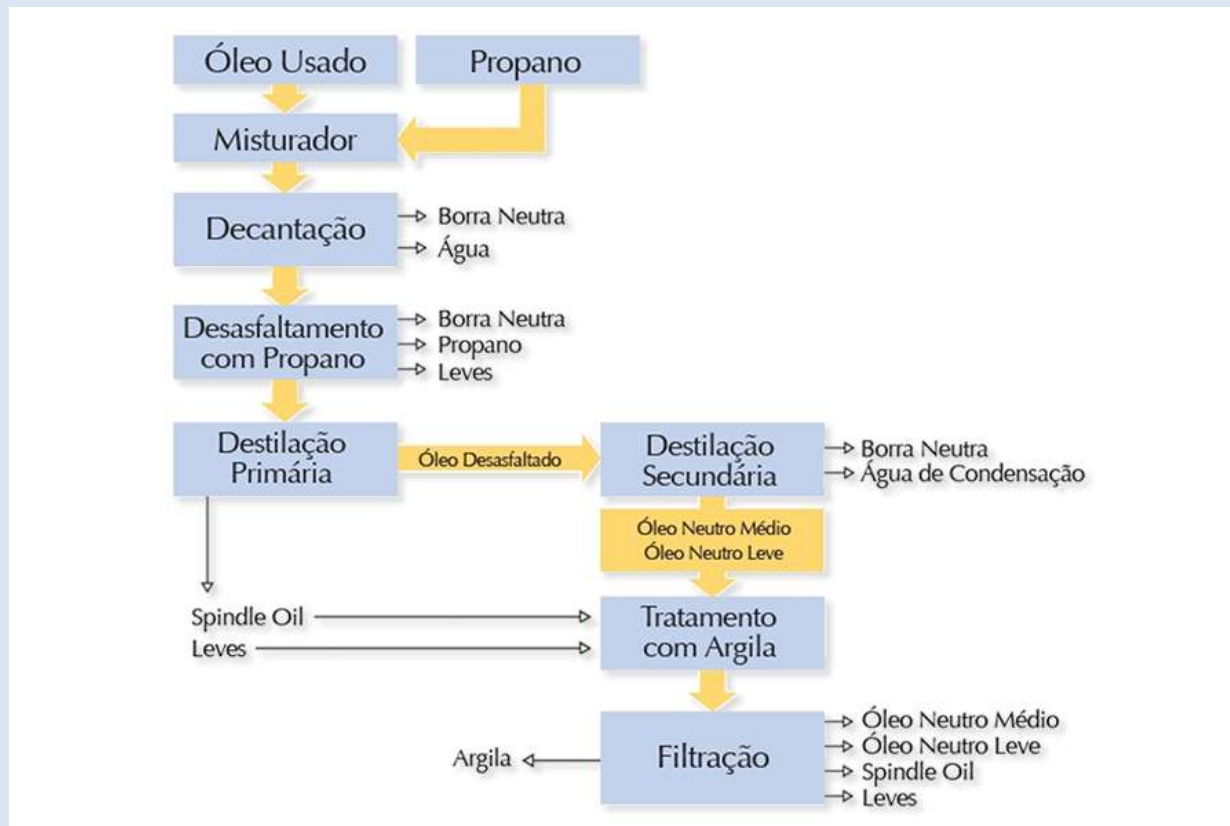 Óleo Usado
Propano
Misturador
Decantação
Borra Neutra
Água
Desasfaltamento
com Propano
Borra Neutra
Propano
Leves
Destilação
Primária
Óleo Desasfaltado
Destilação
Secundária
Borra Neutra
Água de Condensação
Óleo Neutro Médio
Óleo Neutro Leve
Spindle Oil
Leves
Tratamento
com Argila
Argila
Filtração
Óleo Neutro Médio
Óleo Neutro Leve
Spindle Oil
Leves